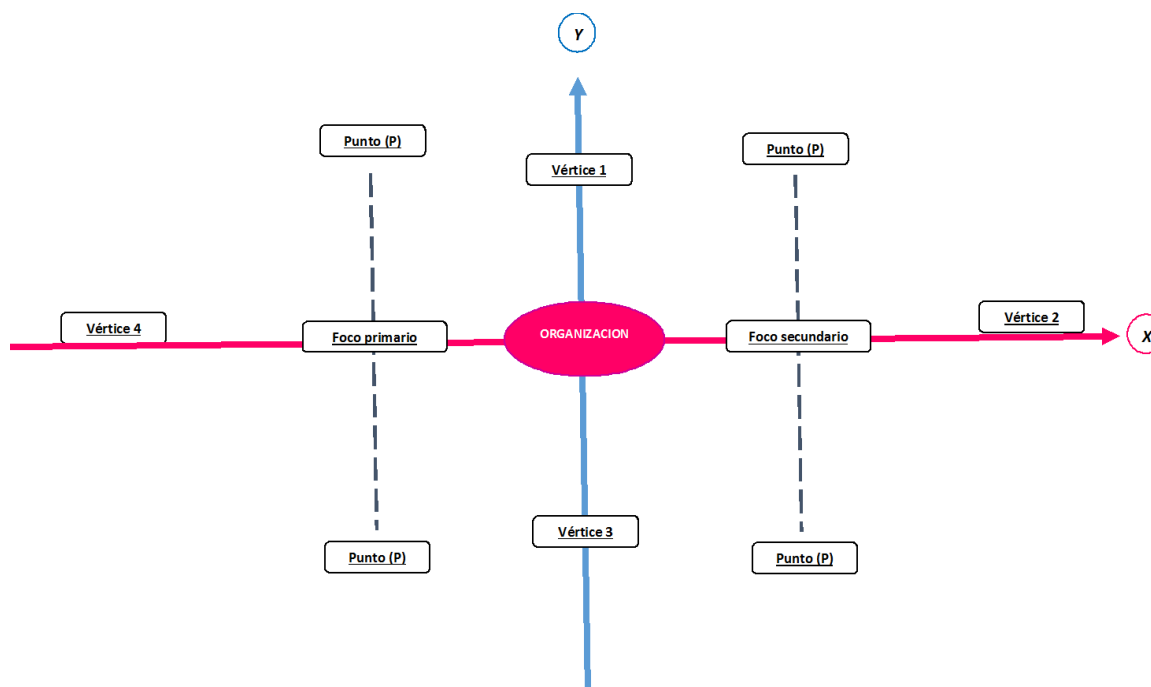 Y
Punto (P)
Punto (P)
Vértice 1
Vértice 4
Foco primario
ORGANIZACION
Foco secundario
Vértice 2
X
Vértice 3
Punto (P)
Punto (P)